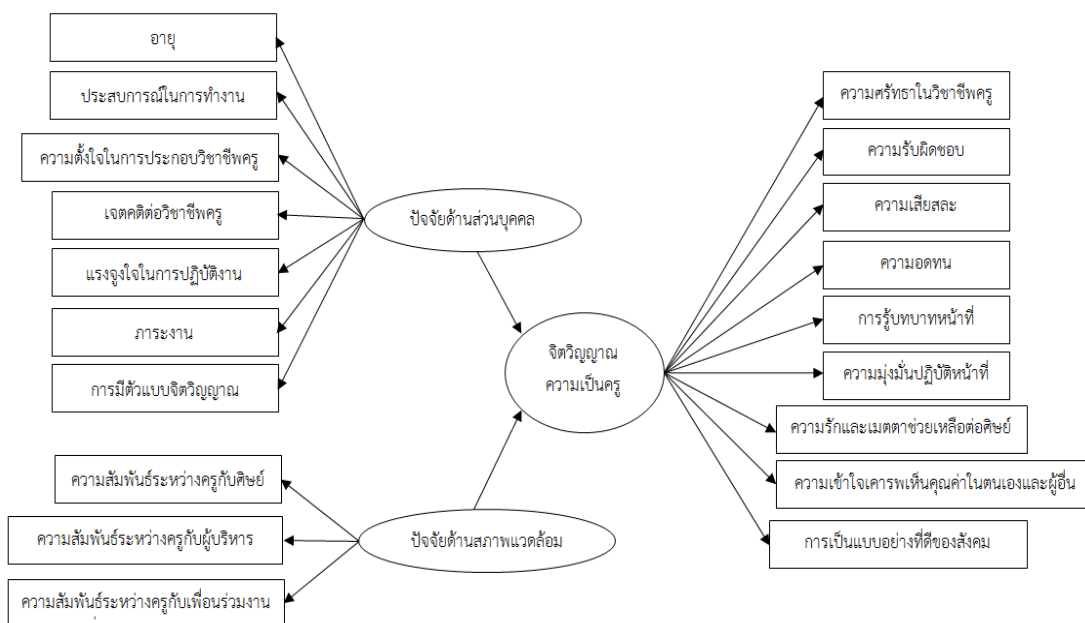 อายุ
ประสบการณ์ในการทำงาน
ความตั้งใจในการประกอบวิชาชีพครู
เจตคติต่อวิชาชีพครู
แรงจูงใจในการปฏิบัติงาน
ภาระงาน
การมีตัวแบบจิตวิญญาณ
ความสัมพันธ์ระหว่างครูกับศิษย์
ความสัมพันธ์ระหว่างครูกับผู้บริหาร
ความสัมพันธ์ระหว่างครูกับเพื่อนร่วมงาน
ปัจจัยด้านส่วนบุคคล
ปัจจัยด้านสภาพแวดล้อม
จิตวิญญาณ
ความเป็นครู
ความศรัทธาในวิชาชีพครู
ความรับผิดชอบ
ความเสียสละ
ความอดทน
การรู้บทบาทหน้าที่
ความมุ่งมั่นปฏิบัติหน้าที่
ความรักและเมตตาช่วยเหลือต่อศิษย์
ความเข้าใจเคารพเห็นคุณค่าในตนเองและผู้อื่น
การเป็นแบบอย่างที่ดีของสังคม